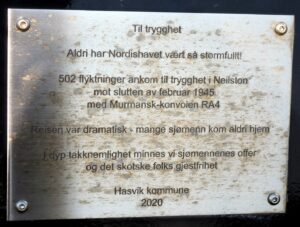 Til trygghet
Aldri har Nordishavet vært så stormfullt!
502 flyktninger ankom til trygghet i Neilston
mot slutten av februar 1945
med Murmansk-konvoien RA4
Reisen var dramatisk - mange sjømenn kom aldri hjem
I dyp takknemlighet minnes vi sjømennenes offer
og det skotske folks gjestfrihet
Hasvik kommune
2020